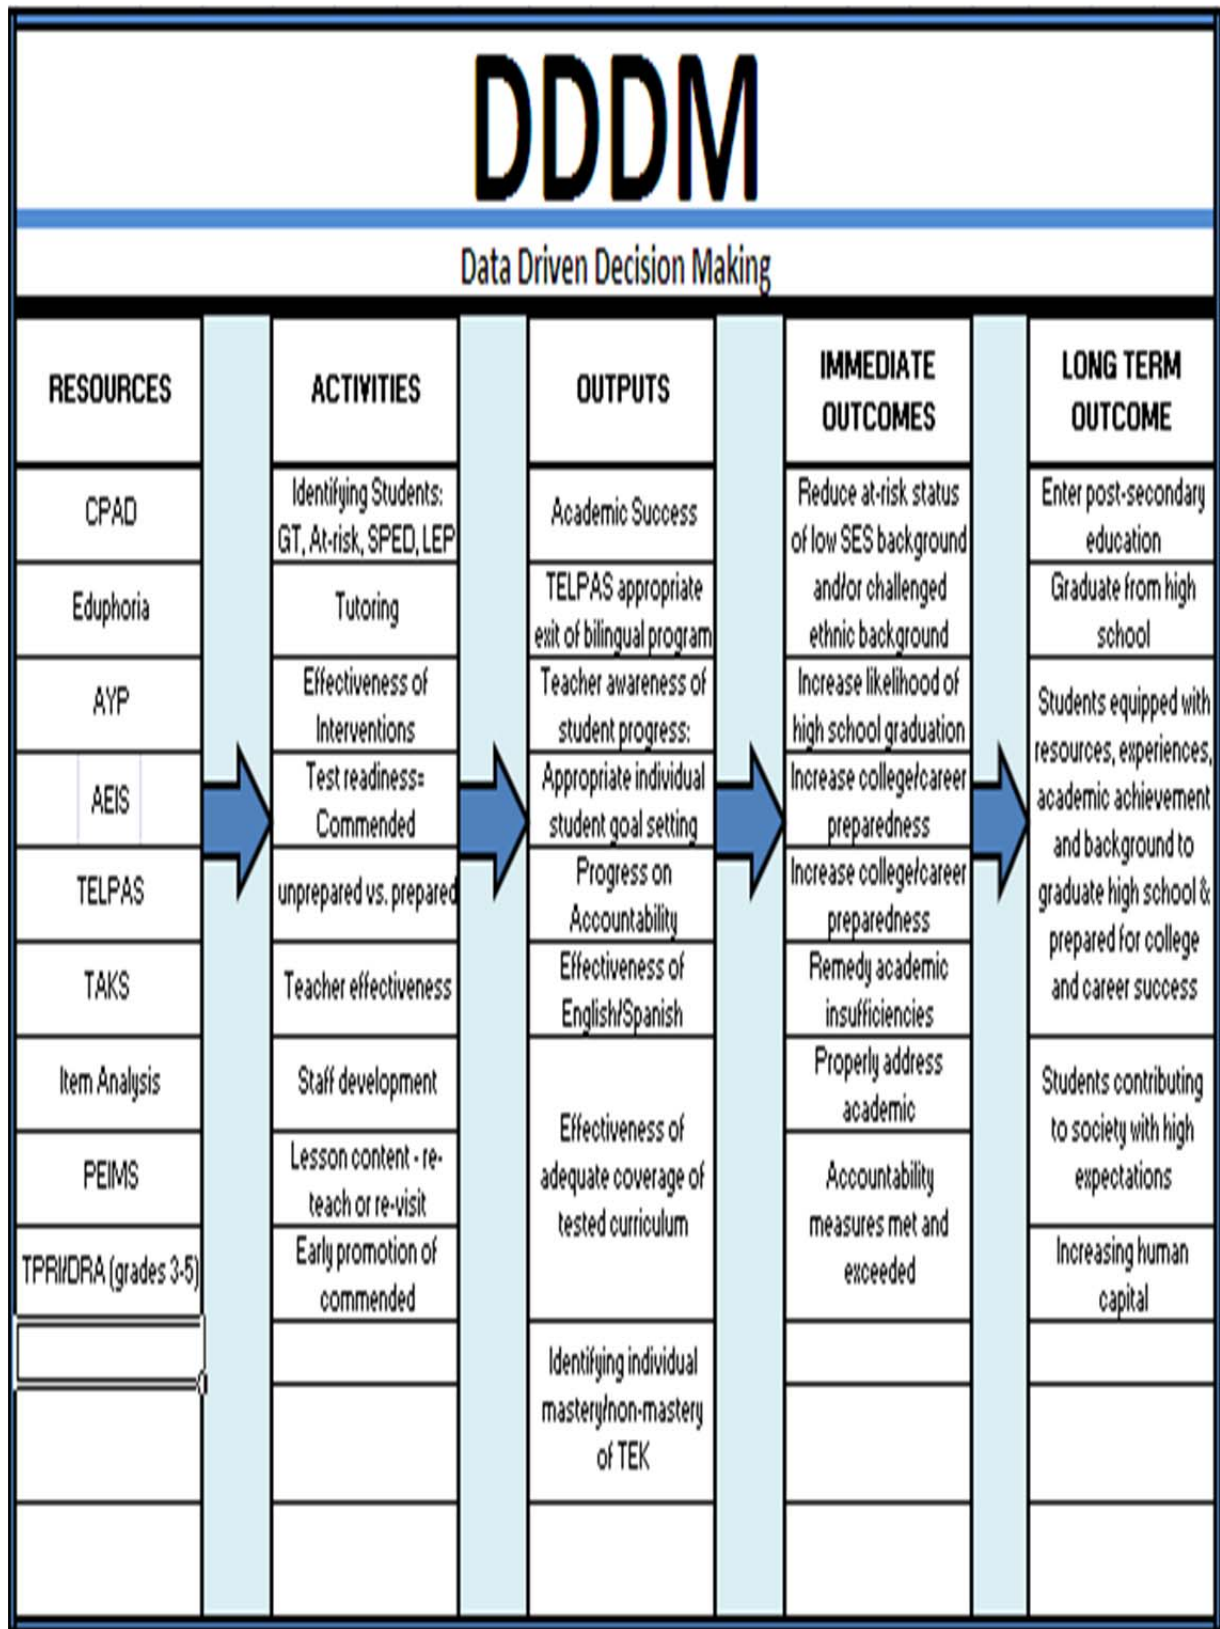 DDDM
Data Driven Decision Making
RESOURCES
CPAD
Eduphoria
AYP
AEIS
TELPAS
TAKS
Item Analysis
PEIMS
TPRI/DRA (grades 3-5)
ACTIVITIES
Identifying Students:
GT, At-risk, SPED, LEP
Tutoring
Effectiveness of
Interventions
Test readiness=
Commended
unprepared vs. prepared
Teacher effectiveness
Staff development
Lesson content - re-
teach or re-visit
Early promotion of
commended
OUTPUTS
Academic Success
TELPAS appropriate
exit of bilingual program
Teacher awareness of
student progress:
Appropriate individual
student goal setting
Progress on
Accountability
Effectiveness of
English/Spanish
Effectiveness of
adequate coverage of
tested curriculum
Identifying individual
mastery/non-mastery
of TEK
IMMEDIATE
OUTCOMES
Reduce at-risk status
of low SES background
and/or challenged
ethnic background
Increase likelihood of
high school graduation
Increase college/career
preparedness
Increase college/career
preparedness
Remedy academic
insufficiencies
Properly address
academic
Accountability
measures met and
exceeded
LONG TERM
OUTCOME
Enter post-secondary
education
Graduate from high
school
Students equipped with
resources, experiences,
academic achievement
and background to
graduate high school &
prepared for college
and career success
Students contributing
to society with high
expectations
Increasing human
capital